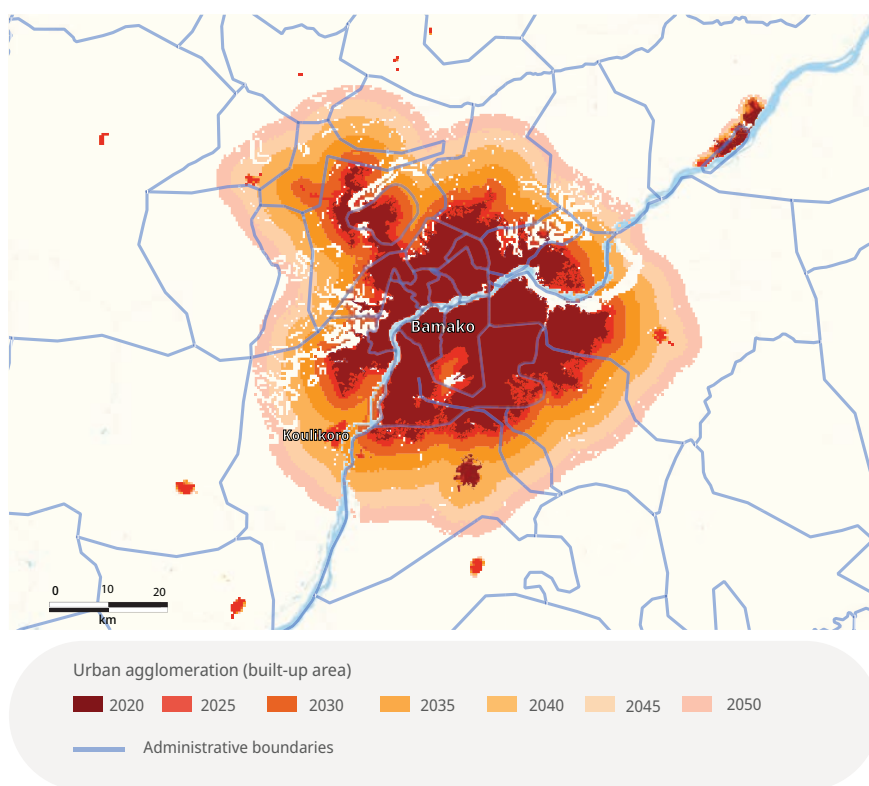 Bamako
Koulikoro
0 10 20
km
Urban agglomeration (built-up area)
2020 2025 2030 2035 2040 2045 2050
Administrative boundaries